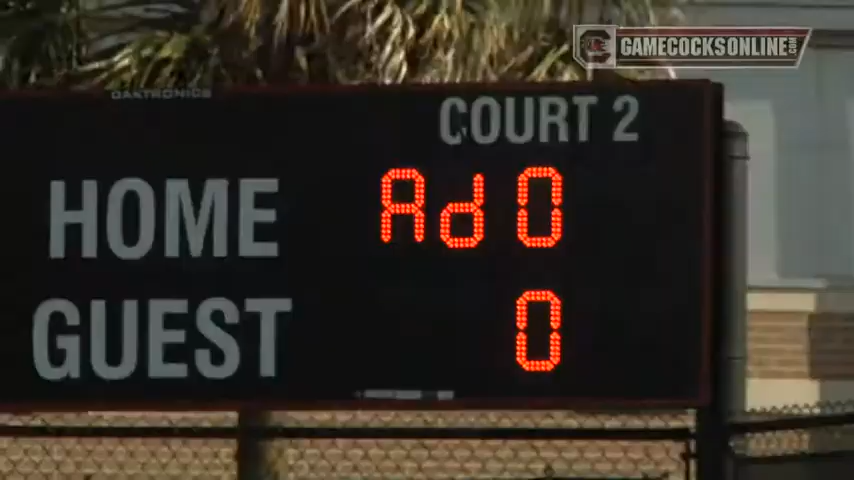 GAMECOCKSONLINE.COM
DAKTRONICS
COURT 2
HOME Ad 0
GUEST 0